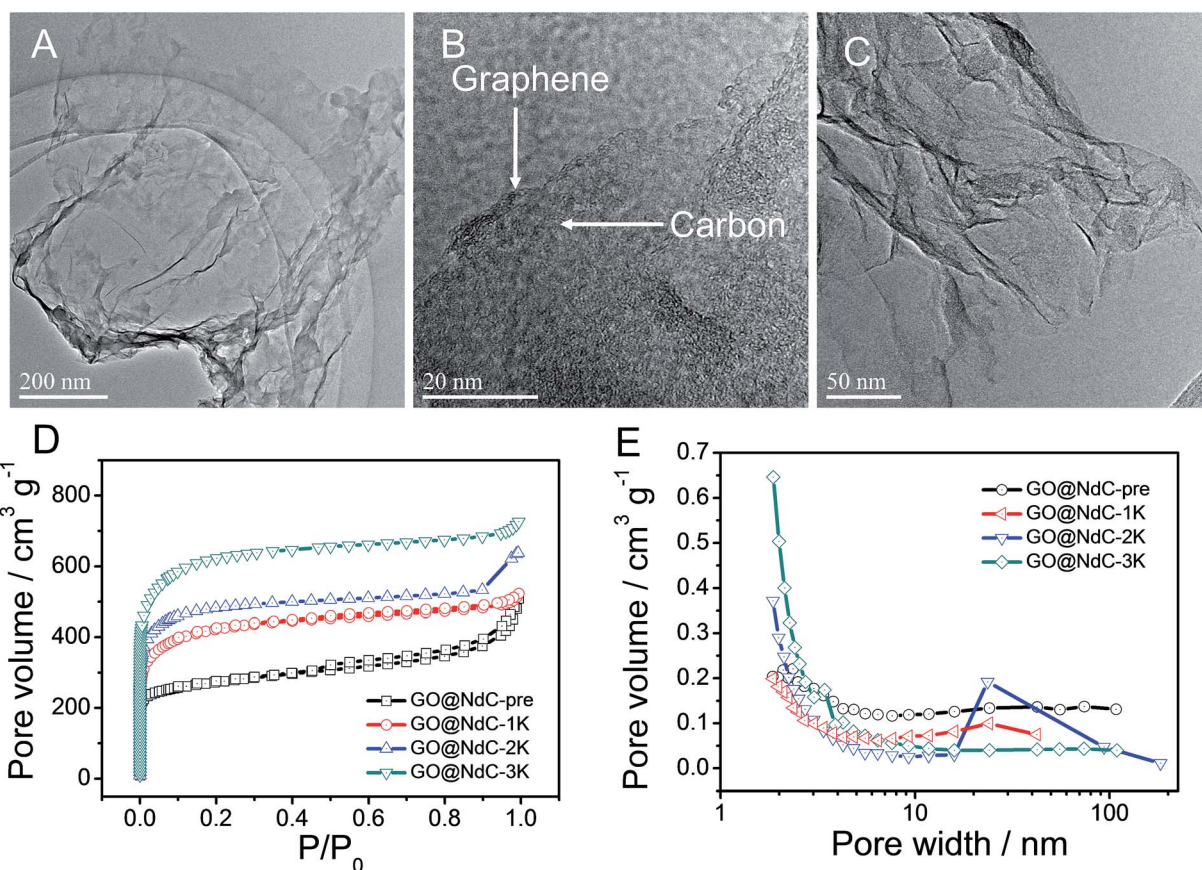 A
200 nm
B
Graphene
Carbon
20 nm
C
50 nm
D
Pore volume / cm³ g⁻¹
800
600
400
200
0
GO@NdC-pre
GO@NdC-1K
GO@NdC-2K
GO@NdC-3K
0.0 0.2 0.4 0.6 0.8 1.0
P/P₀
E
Pore volume / cm³ g⁻¹
0.7
0.6
0.5
0.4
0.3
0.2
0.1
0.0
GO@NdC-pre
GO@NdC-1K
GO@NdC-2K
GO@NdC-3K
1 10 100
Pore width / nm